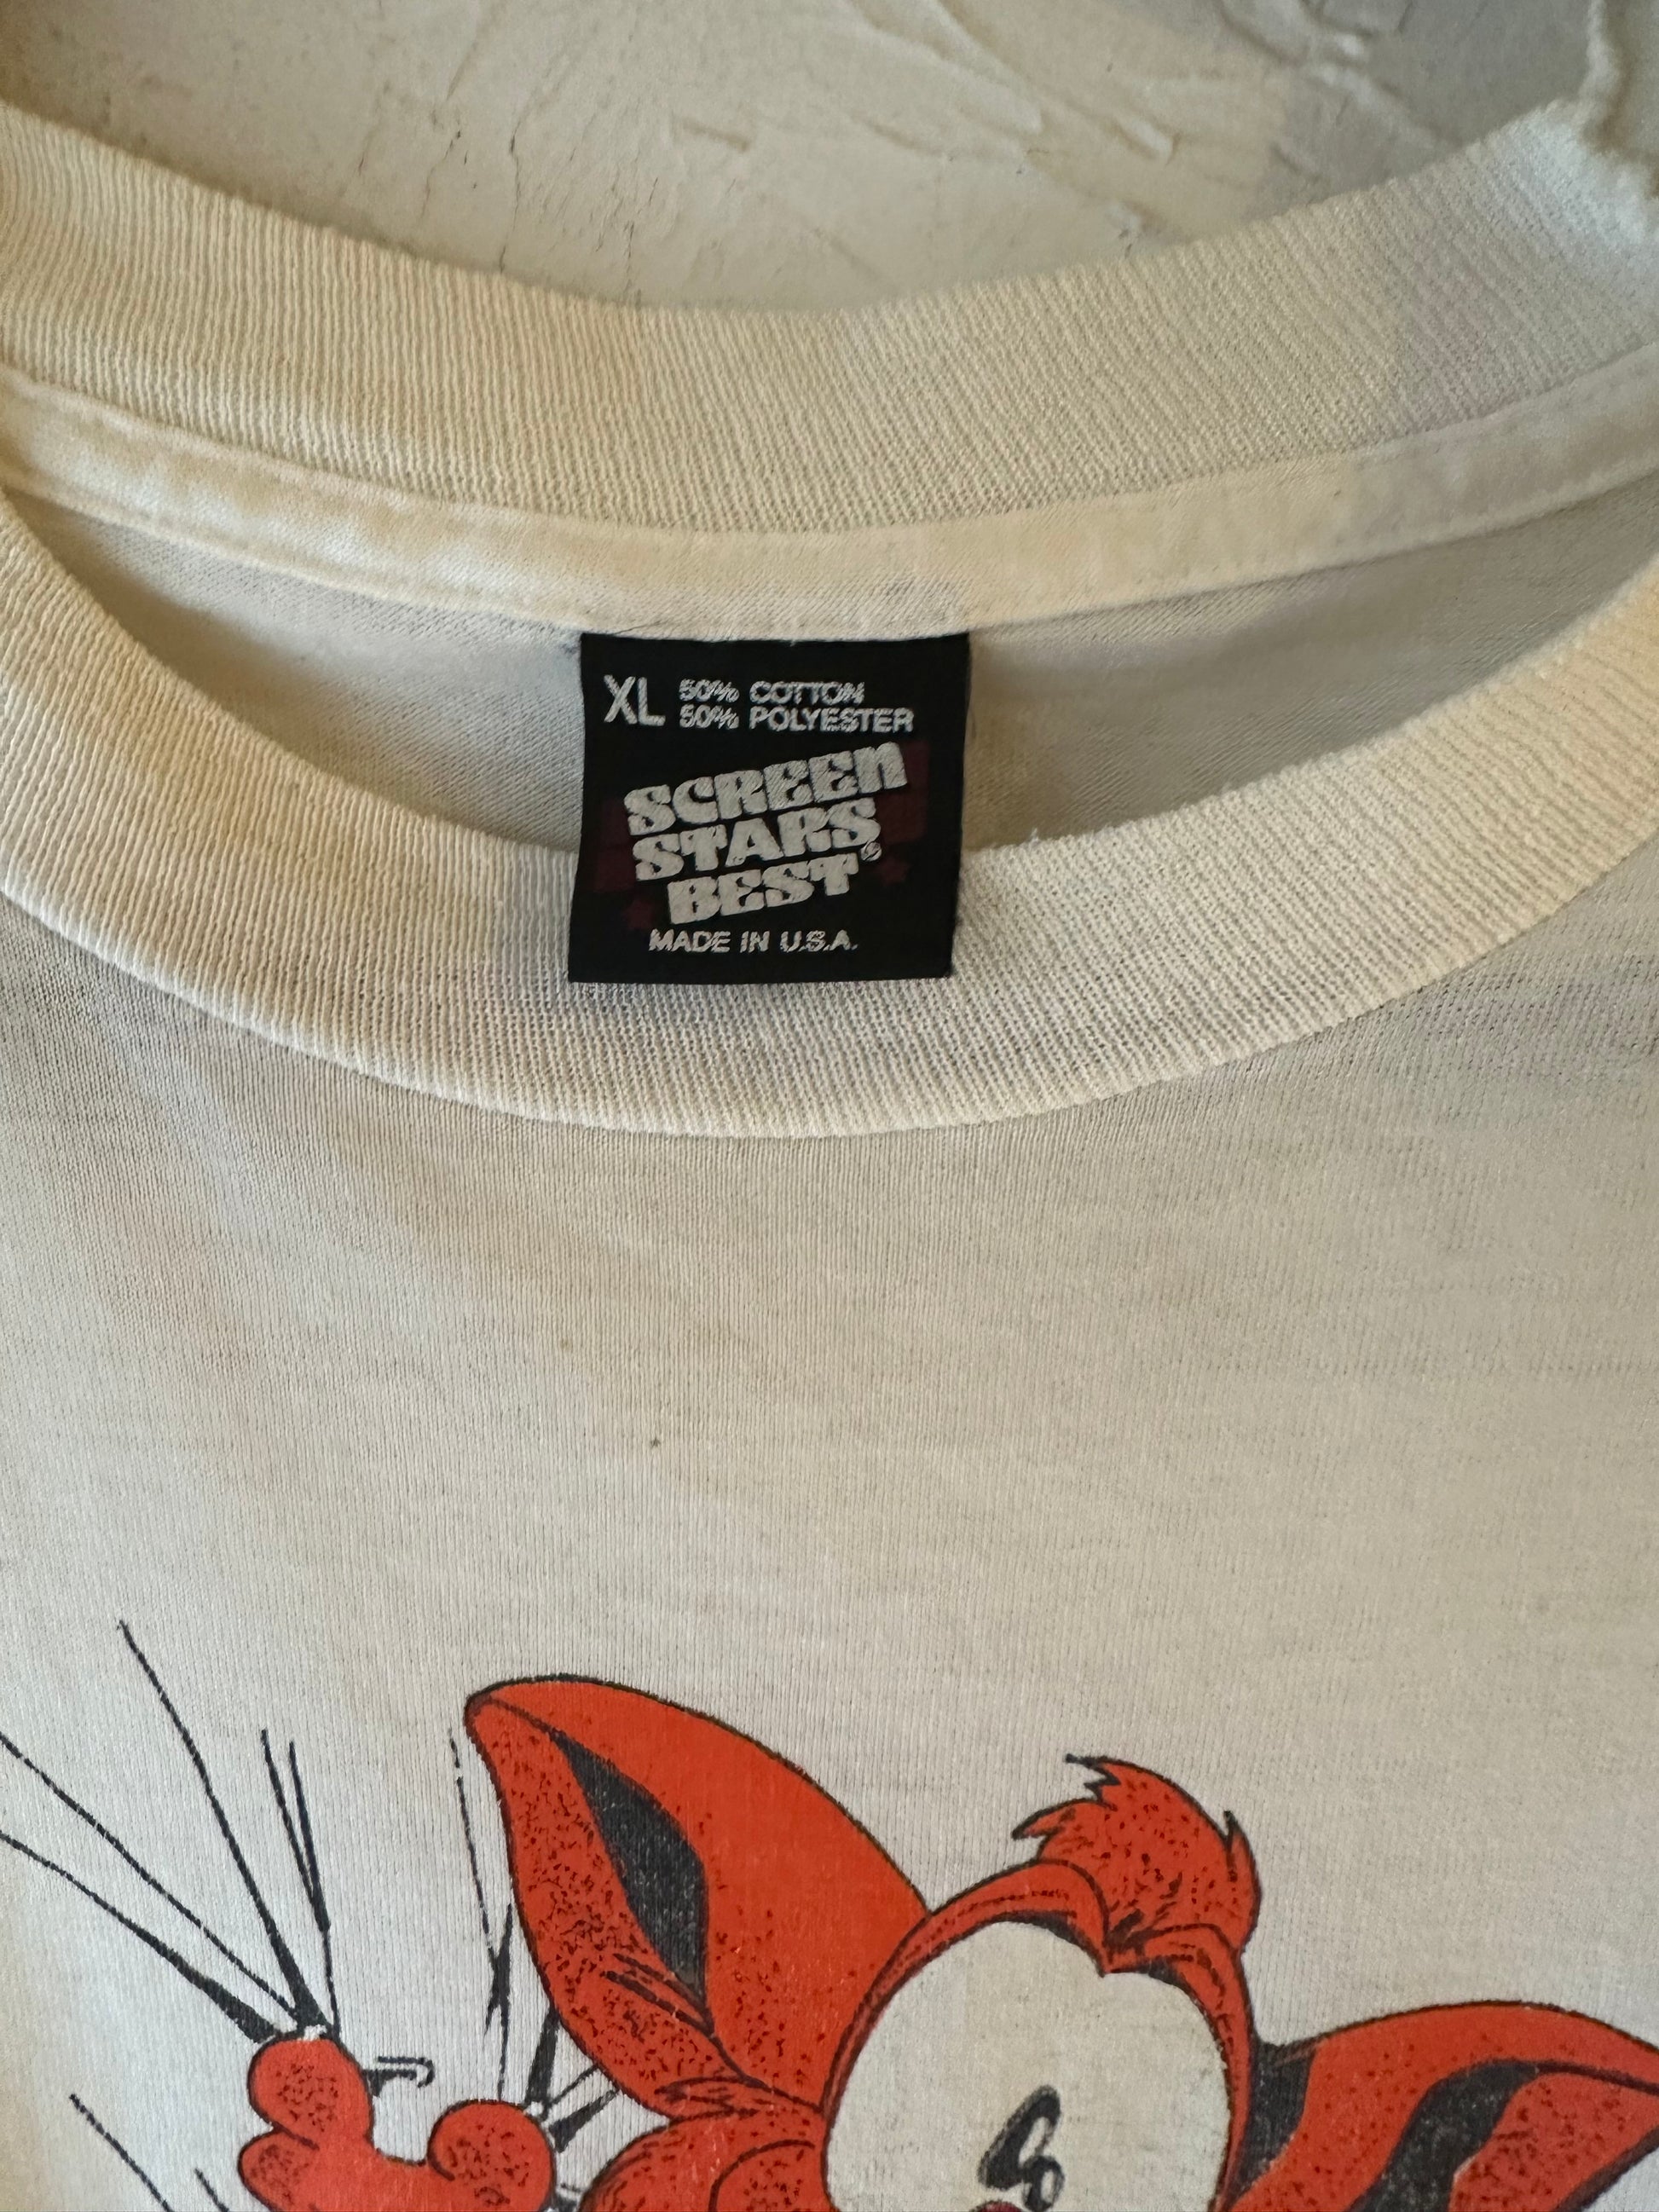 XL 50% COTTON
50% POLYESTER
SCREEN
STARS
BEST®
MADE IN U.S.A.